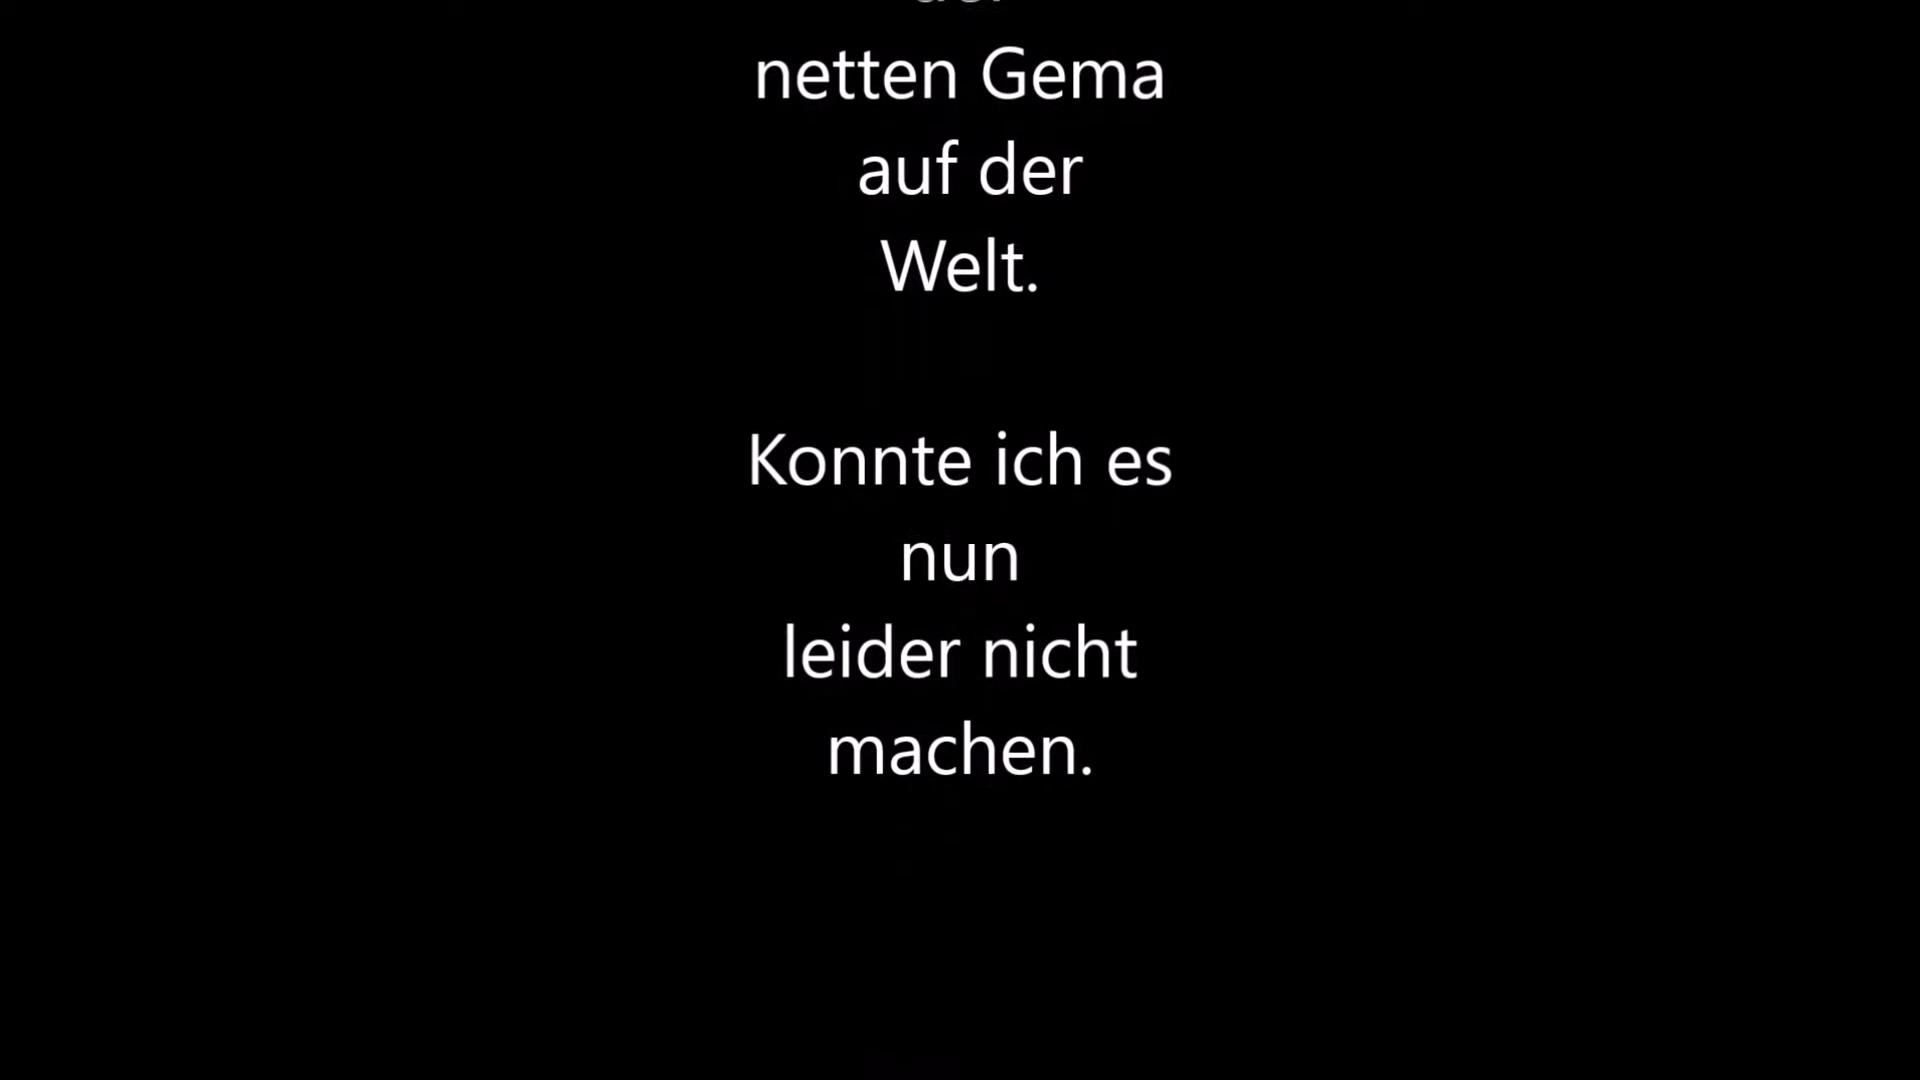 netten Gema
auf der
Welt.
Konnte ich es
nun
leider nicht
machen.